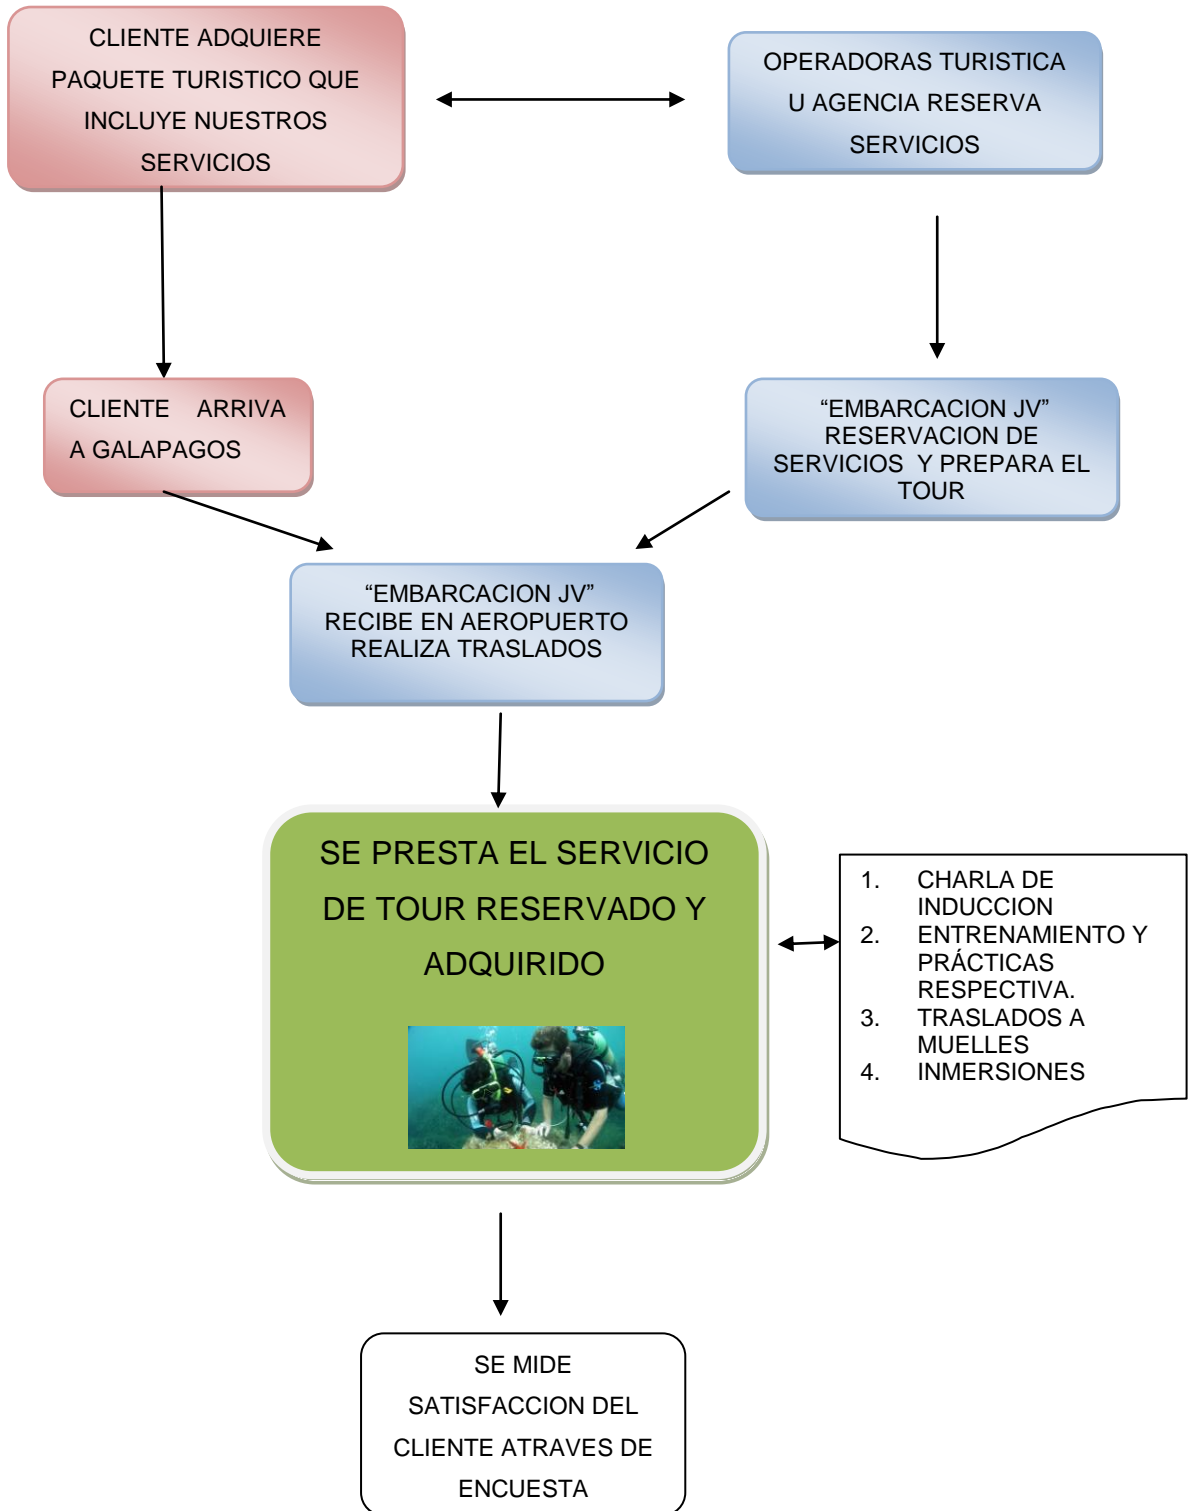 CLIENTE ADQUIERE
PAQUETE TURISTICO QUE
INCLUYE NUESTROS
SERVICIOS
OPERADORAS TURISTICA
U AGENCIA RESERVA
SERVICIOS
CLIENTE ARRIVA
A GALAPAGOS
“EMBARCACION JV”
RESERVACION DE
SERVICIOS Y PREPARA EL
TOUR
“EMBARCACION JV”
RECIBE EN AEROPUERTO
REALIZA TRASLADOS
SE PRESTA EL SERVICIO
DE TOUR RESERVADO Y
ADQUIRIDO
1. CHARLA DE
INDUCCION
2. ENTRENAMIENTO Y
PRÁCTICAS
RESPECTIVA.
3. TRASLADOS A
MUELLES
4. INMERSIONES
SE MIDE
SATISFACCION DEL
CLIENTE ATRAVES DE
ENCUESTA